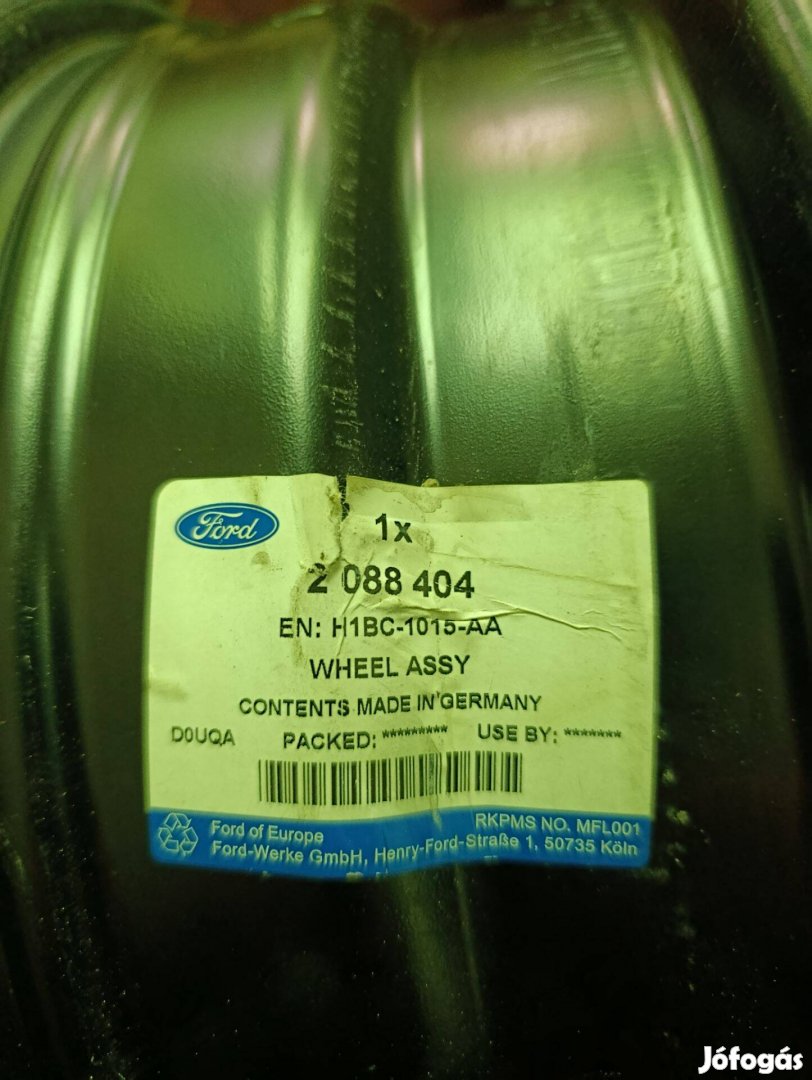 Ford
1x
2 088 404
EN: H1BC-1015-AA
WHEEL ASSY
CONTENTS MADE IN GERMANY
D0UQA PACKED: ********* USE BY: *******
RKPMS NO. MFL001
Ford of Europe
Ford-Werke GmbH, Henry-Ford-Straße 1, 50735 Köln
Jófogás